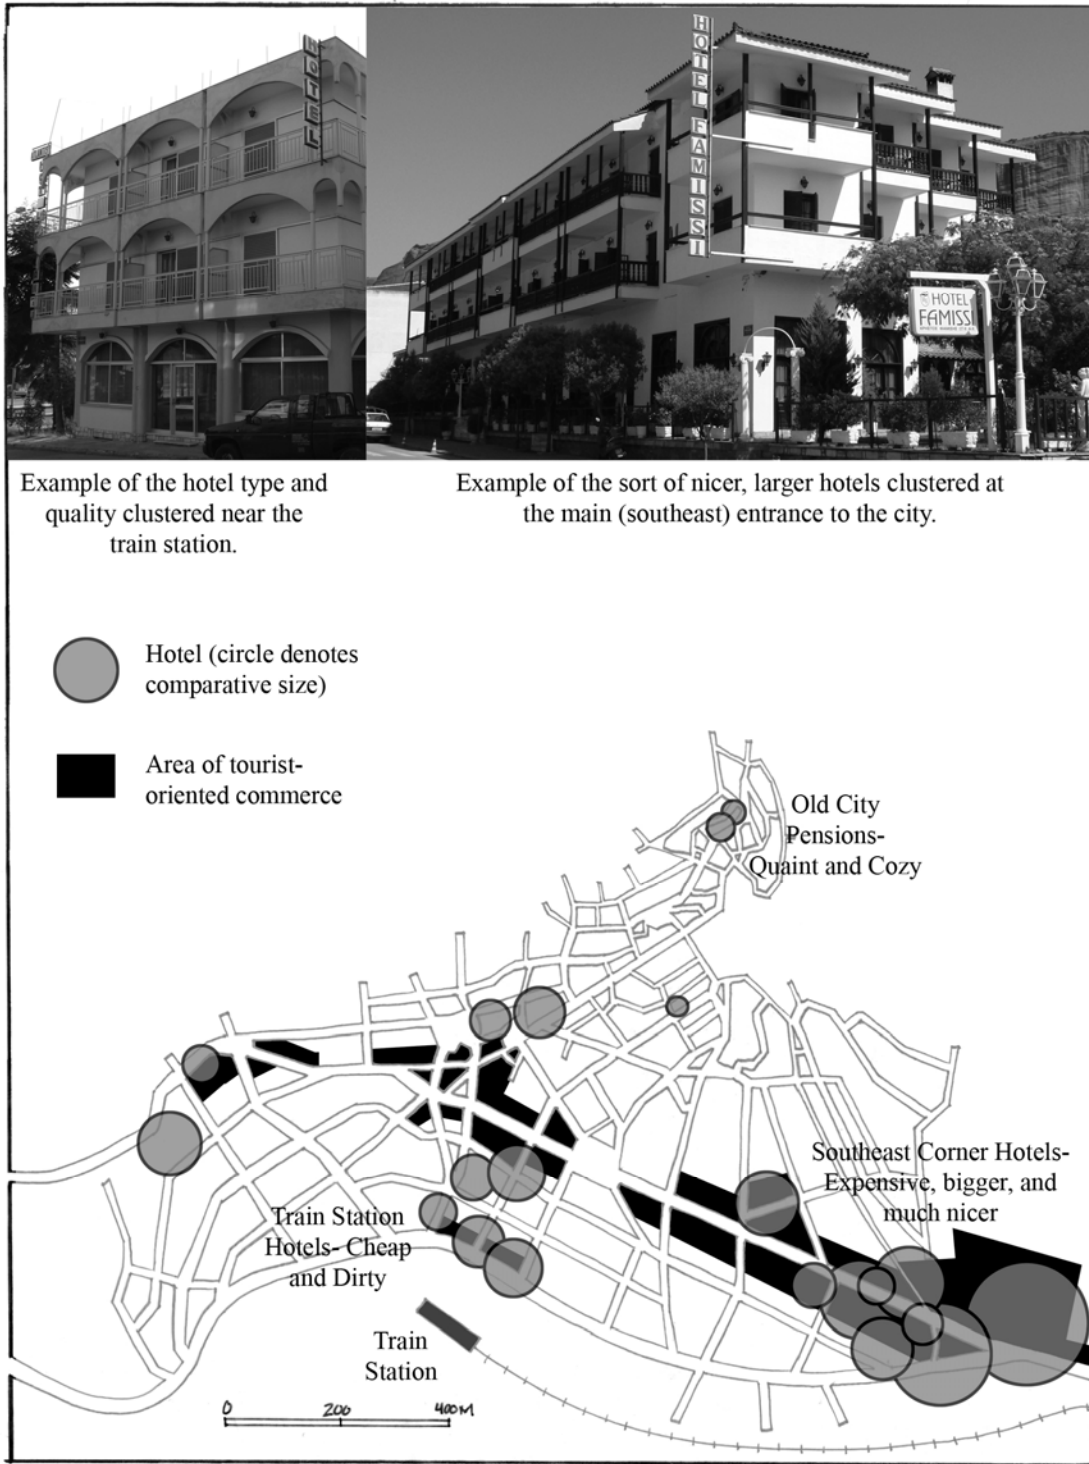 HOTEL
HOTEL FAMISSI
HOTEL
FAMISSI
Example of the hotel type and
quality clustered near the
train station.
Example of the sort of nicer, larger hotels clustered at
the main (southeast) entrance to the city.
Hotel (circle denotes
comparative size)
Area of tourist-
oriented commerce
Old City
Pensions-
Quaint and Cozy
Southeast Corner Hotels-
Expensive, bigger, and
much nicer
Train Station
Hotels- Cheap
and Dirty
Train
Station
0 200 400M